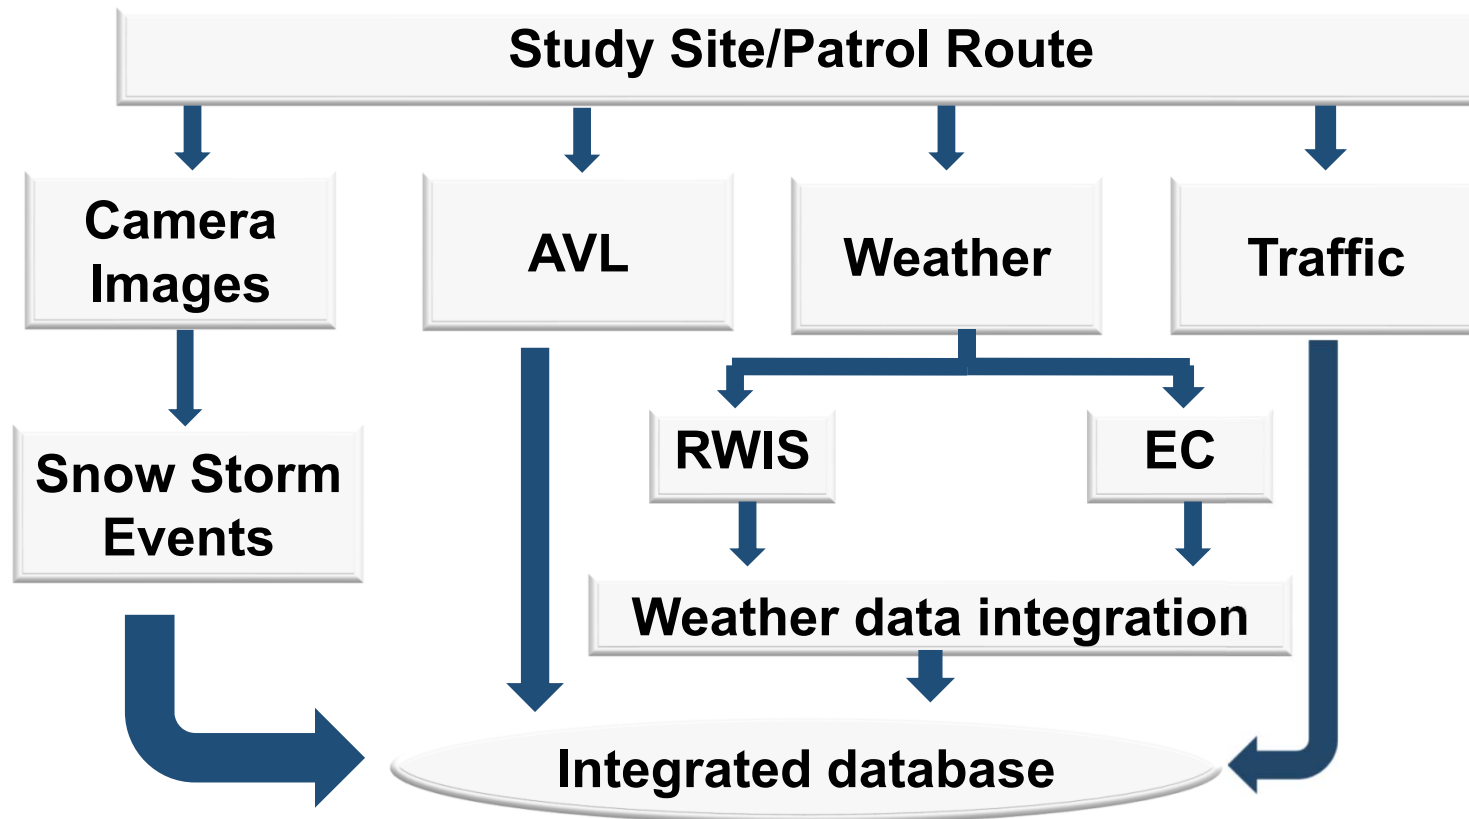 Study Site/Patrol Route
Camera
Images
AVL
Weather
Traffic
RWIS
EC
Snow Storm
Events
Weather data integration
Integrated database